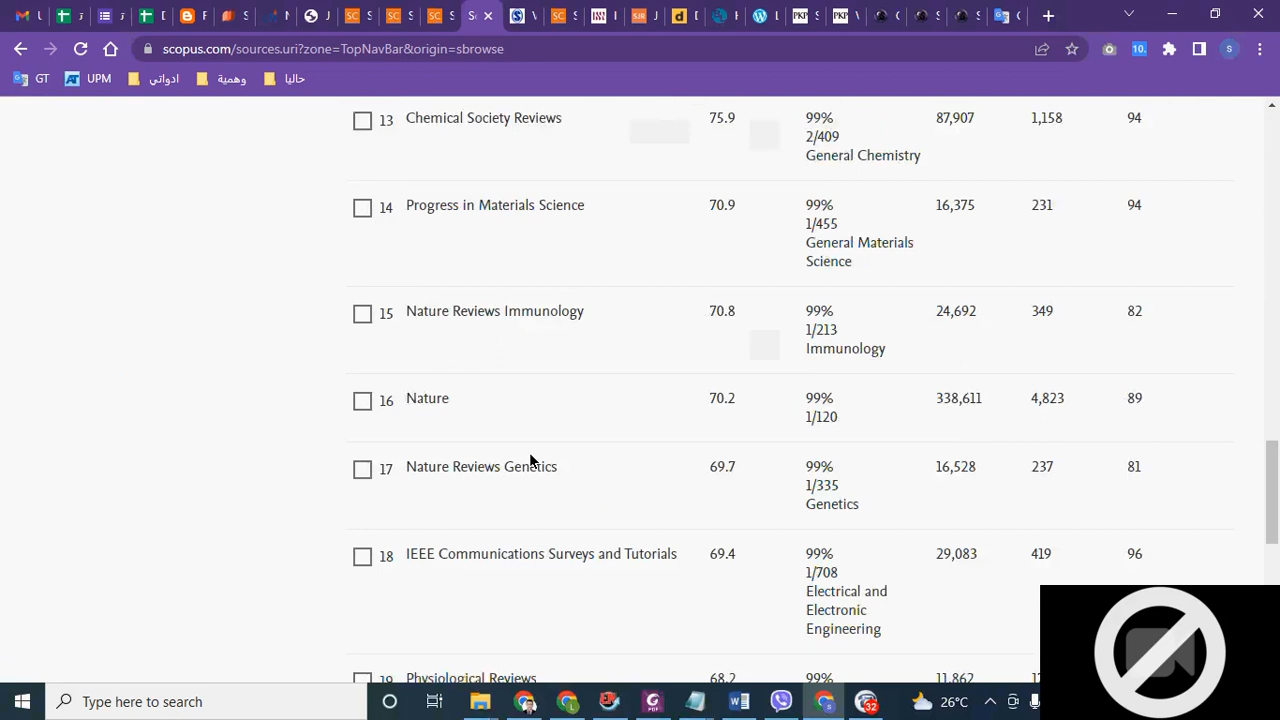 GT
UPM
ادواتي
وهمية
حاليا
scopus.com/sources.uri?zone=TopNavBar&origin=sbrowse
13 Chemical Society Reviews 75.9 99% 87,907 1,158 94
2/409
General Chemistry
14 Progress in Materials Science 70.9 99% 16,375 231 94
1/455
General Materials
Science
15 Nature Reviews Immunology 70.8 99% 24,692 349 82
1/213
Immunology
16 Nature 70.2 99% 338,611 4,823 89
1/120
17 Nature Reviews Genetics 69.7 99% 16,528 237 81
1/335
Genetics
18 IEEE Communications Surveys and Tutorials 69.4 99% 29,083 419 96
1/708
Electrical and
Electronic
Engineering
19 Physiological Reviews 68.2 99% 11,862
Type here to search
26°C